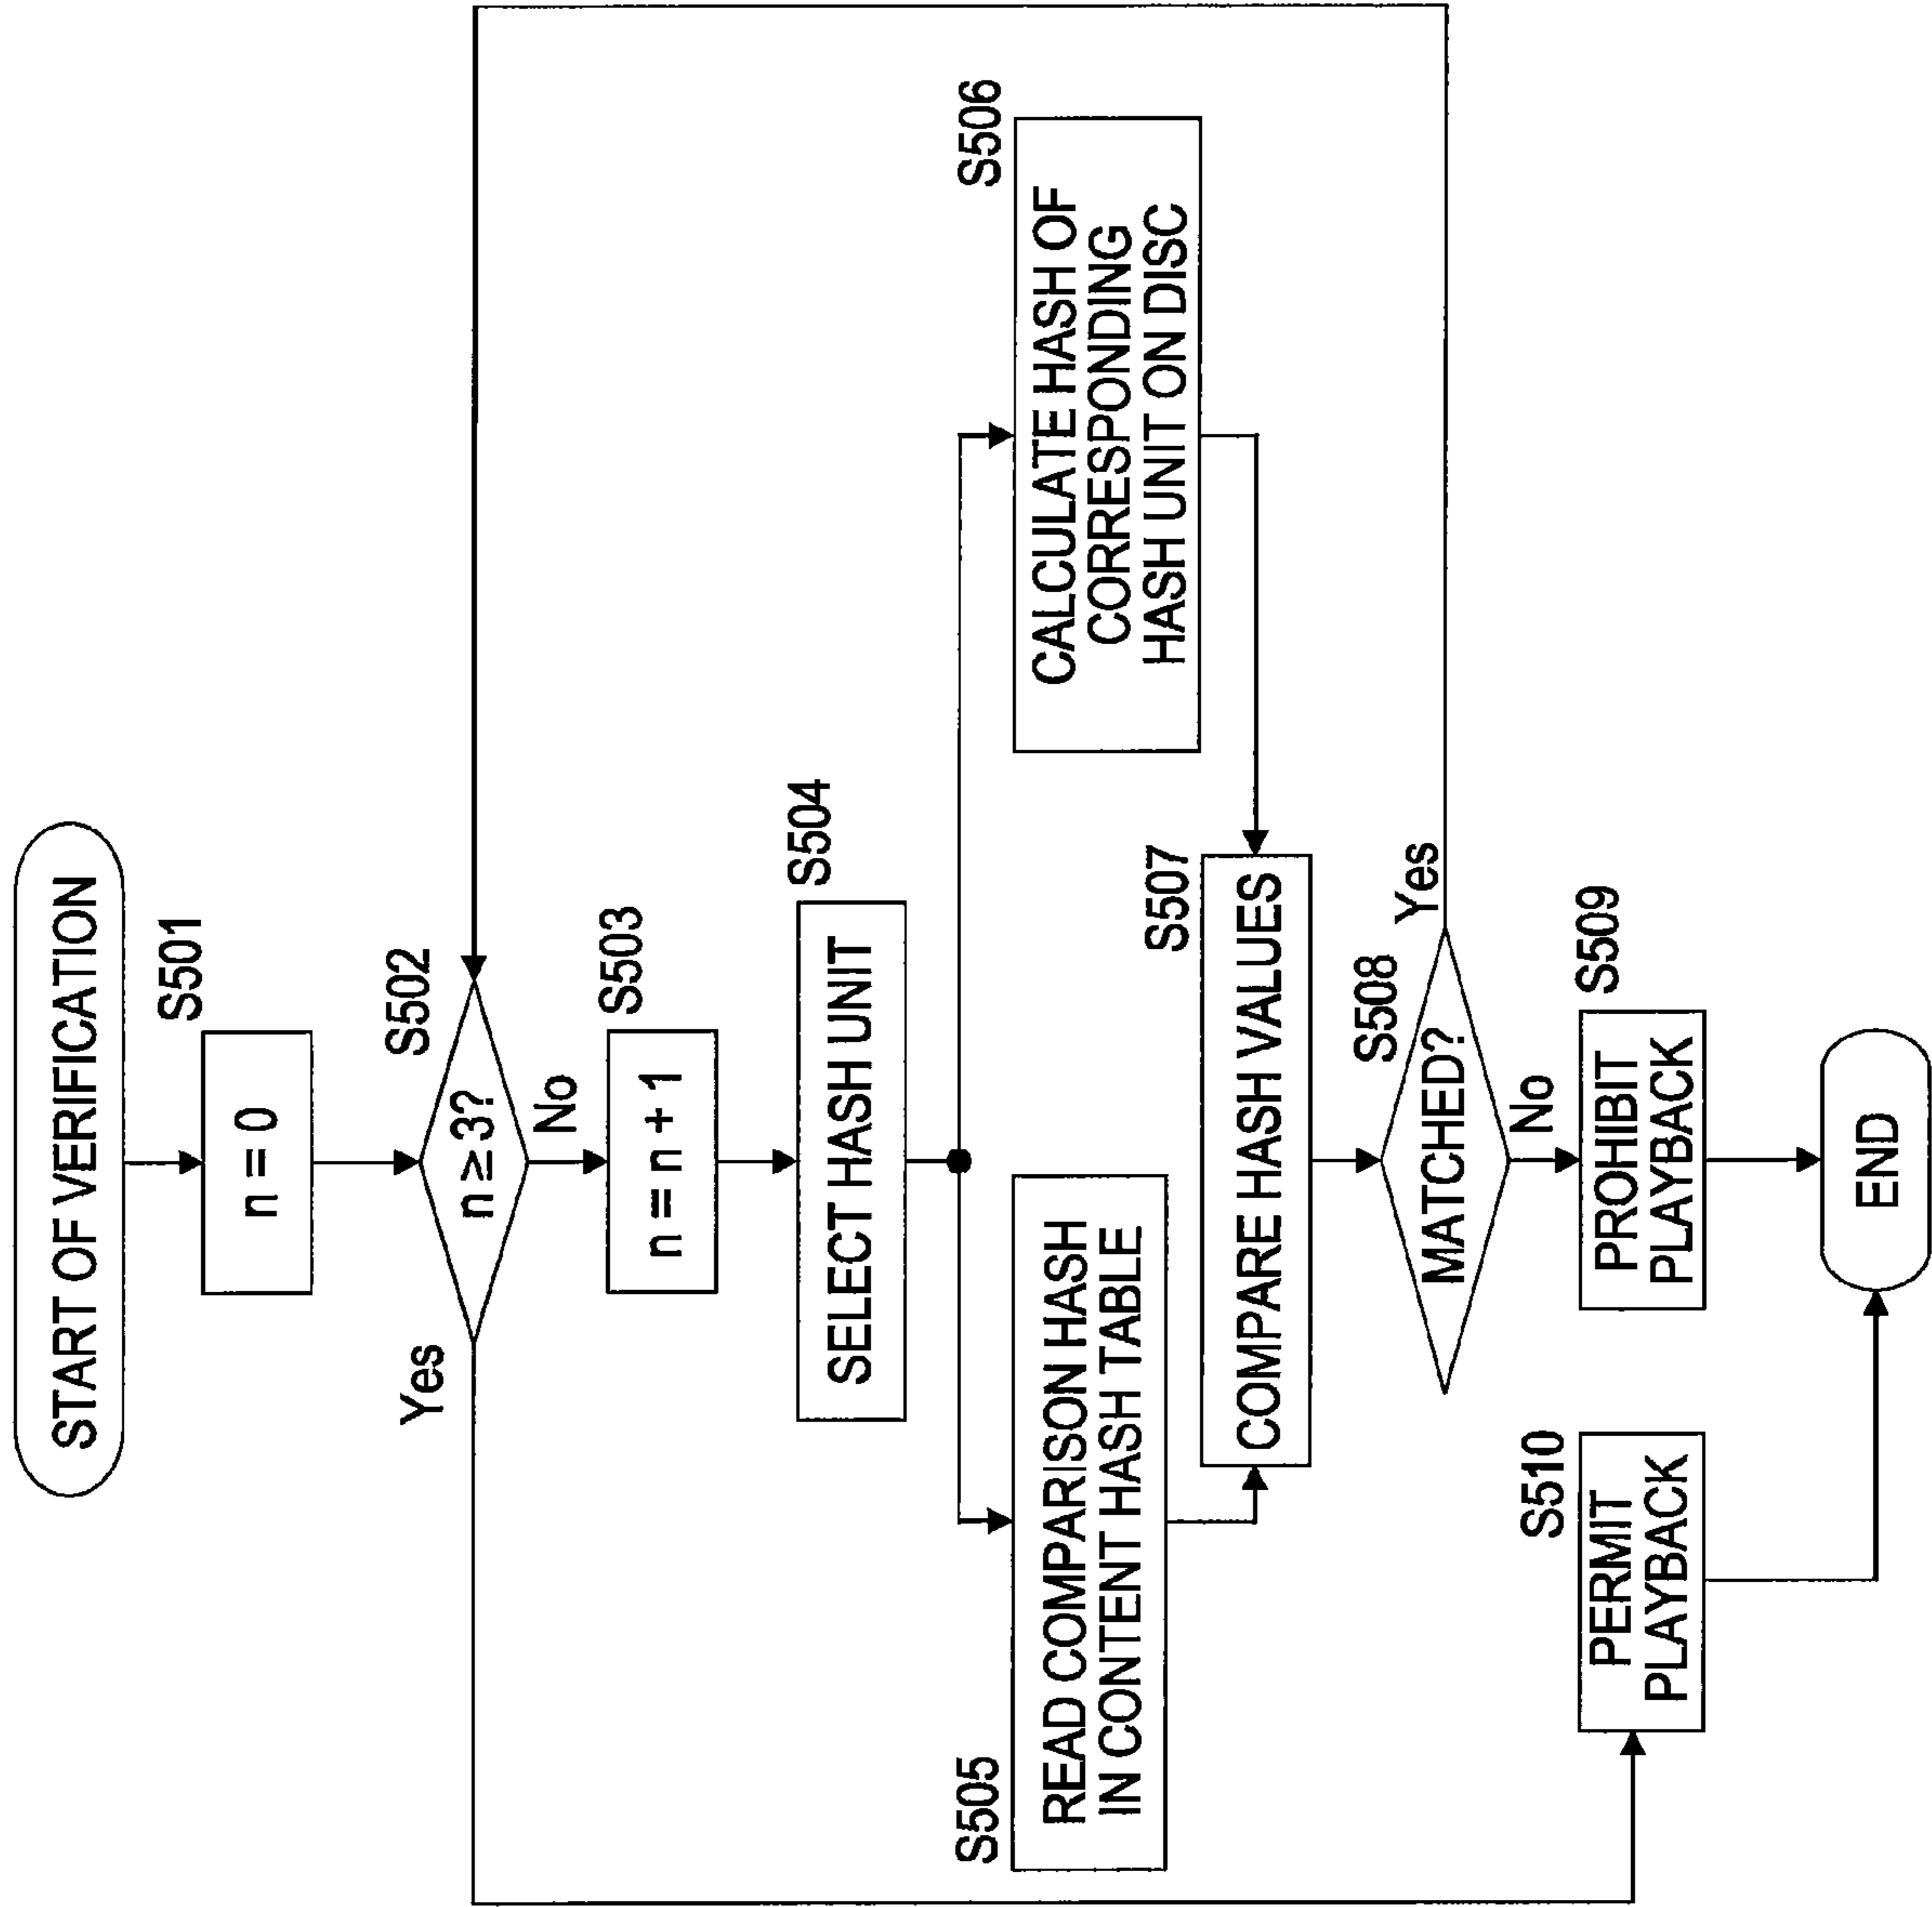 START OF VERIFICATION
S501
n = 0
S502
n ≥ 3?
Yes
No
S503
n = n + 1
S504
SELECT HASH UNIT
S505
READ COMPARISON HASH
IN CONTENT HASH TABLE
S506
CALCULATE HASH OF
CORRESPONDING
HASH UNIT ON DISC
S507
COMPARE HASH VALUES
S508
MATCHED?
Yes
No
S509
PROHIBIT
PLAYBACK
S510
PERMIT
PLAYBACK
END